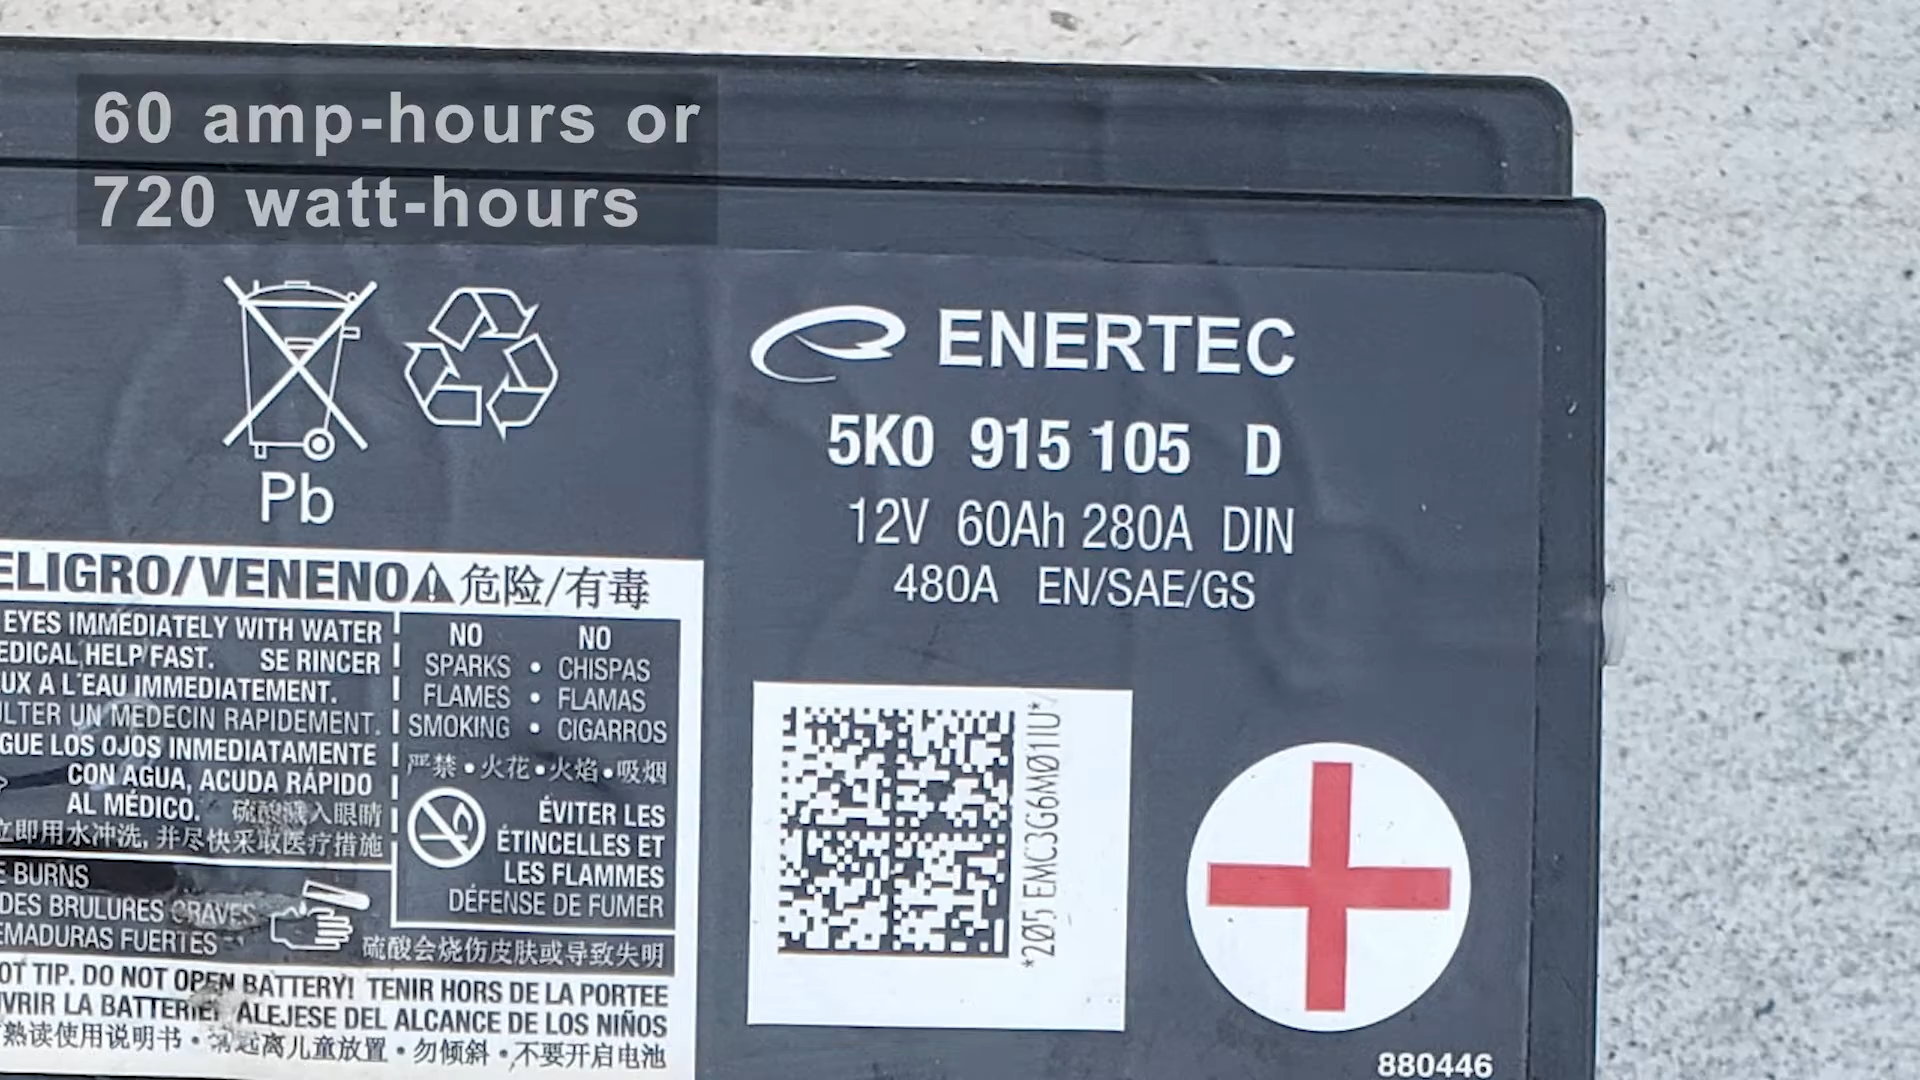 60 amp-hours or
720 watt-hours
ENERTEC
5K0 915 105 D
12V 60Ah 280A DIN
480A EN/SAE/GS
Pb
ELIGRO/VENENO 危险/有毒
EYES IMMEDIATELY WITH WATER
EDICAL HELP FAST. SE RINCER
UX A L'EAU IMMEDIATEMENT.
ULTER UN MEDECIN RAPIDEMENT.
GUE LOS OJOS INMEDIATAMENTE
CON AGUA, ACUDA RÁPIDO
AL MÉDICO. 硫酸溅入眼睛
立即用水冲洗, 并尽快采取医疗措施
NO NO
SPARKS • CHISPAS
FLAMES • FLAMAS
SMOKING • CIGARROS
严禁•火花•火焰•吸烟
ÉVITER LES
ÉTINCELLES ET
LES FLAMMES
DÉFENSE DE FUMER
E BURNS
DES BRULURES GRAVES
EMADURAS FUERTES
硫酸会烧伤皮肤或导致失明
OT TIP. DO NOT OPEN BATTERY! TENIR HORS DE LA PORTEE
UVRIR LA BATTERIE! ALEJESE DEL ALCANCE DE LOS NIÑOS
熟读使用说明书•请远离儿童放置•勿倾斜•不要开启电池
*205 EMC3G6M01IU*
880446